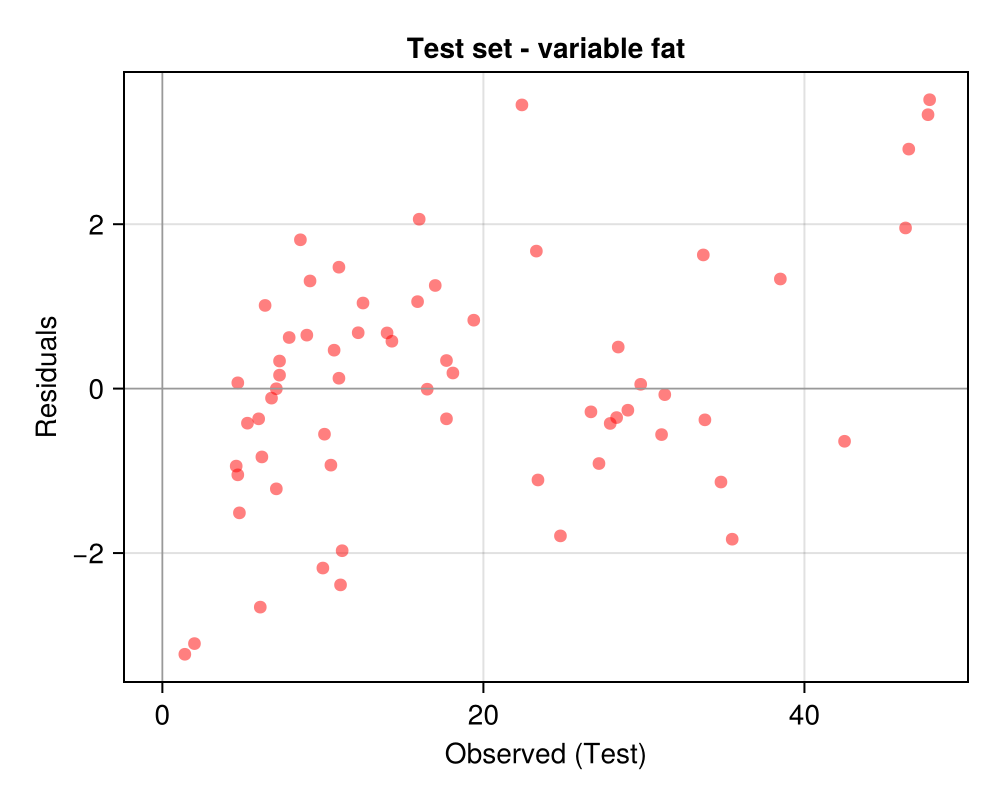 Test set - variable fat
2
0
−2
Residuals
0 20 40
Observed (Test)